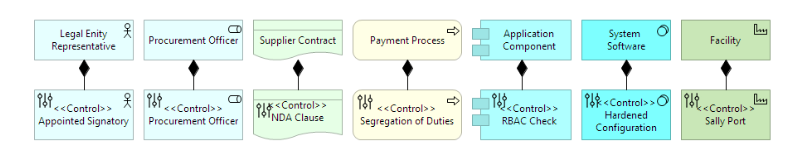 Legal Enity
Representative
Procurement Officer
Supplier Contract
Payment Process
Application
Component
System
Software
Facility
<<Control>>
Appointed Signatory
<<Control>>
Procurement Officer
<<Control>>
NDA Clause
<<Control>>
Segregation of Duties
<<Control>>
RBAC Check
<<Control>>
Hardened
Configuration
<<Control>>
Sally Port